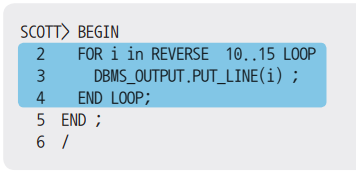 SCOTT> BEGIN
2 FOR i in REVERSE 10..15 LOOP
3 DBMS_OUTPUT.PUT_LINE(i) ;
4 END LOOP;
5 END ;
6 /